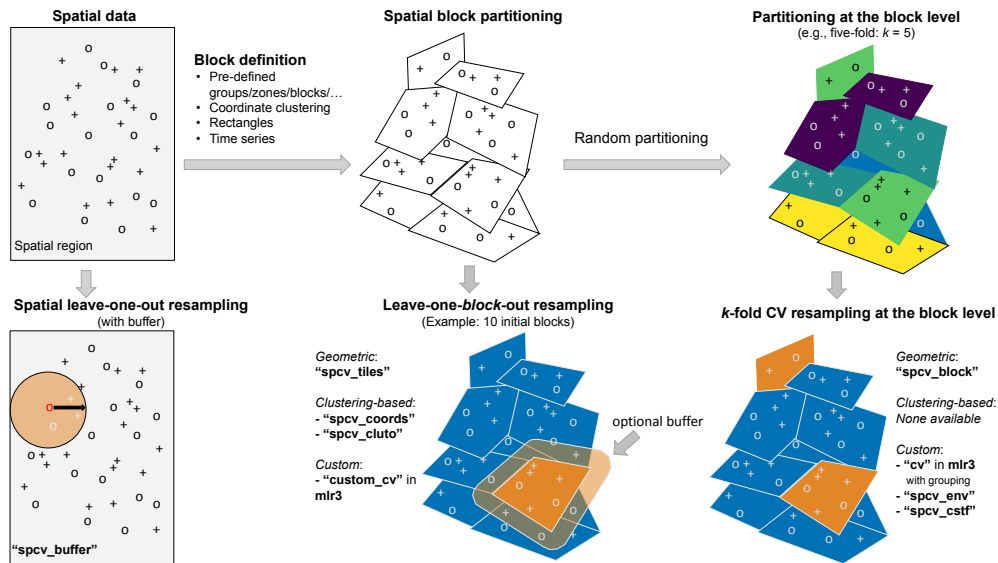 Spatial data
Block definition
• Pre-defined
groups/zones/blocks/…
• Coordinate clustering
• Rectangles
• Time series
Spatial region
Spatial block partitioning
Random partitioning
Partitioning at the block level
(e.g., five-fold: k = 5)
Spatial leave-one-out resampling
(with buffer)
“spcv_buffer”
Leave-one-block-out resampling
(Example: 10 initial blocks)
Geometric:
“spcv_tiles”
Clustering-based:
- “spcv_coords”
- “spcv_cluto”
Custom:
- “custom_cv” in
mlr3
optional buffer
k-fold CV resampling at the block level
Geometric:
“spcv_block”
Clustering-based:
None available
Custom:
- “cv” in mlr3
with grouping
- “spcv_env”
- “spcv_cstf”